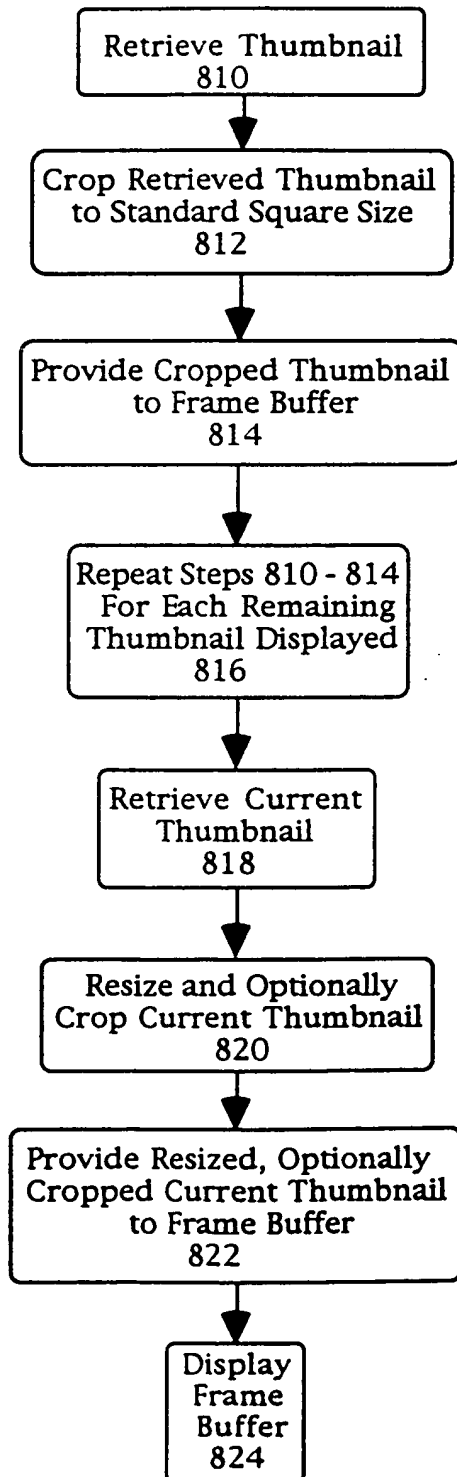 Retrieve Thumbnail
810
Crop Retrieved Thumbnail
to Standard Square Size
812
Provide Cropped Thumbnail
to Frame Buffer
814
Repeat Steps 810 - 814
For Each Remaining
Thumbnail Displayed
816
Retrieve Current
Thumbnail
818
Resize and Optionally
Crop Current Thumbnail
820
Provide Resized, Optionally
Cropped Current Thumbnail
to Frame Buffer
822
Display
Frame
Buffer
824